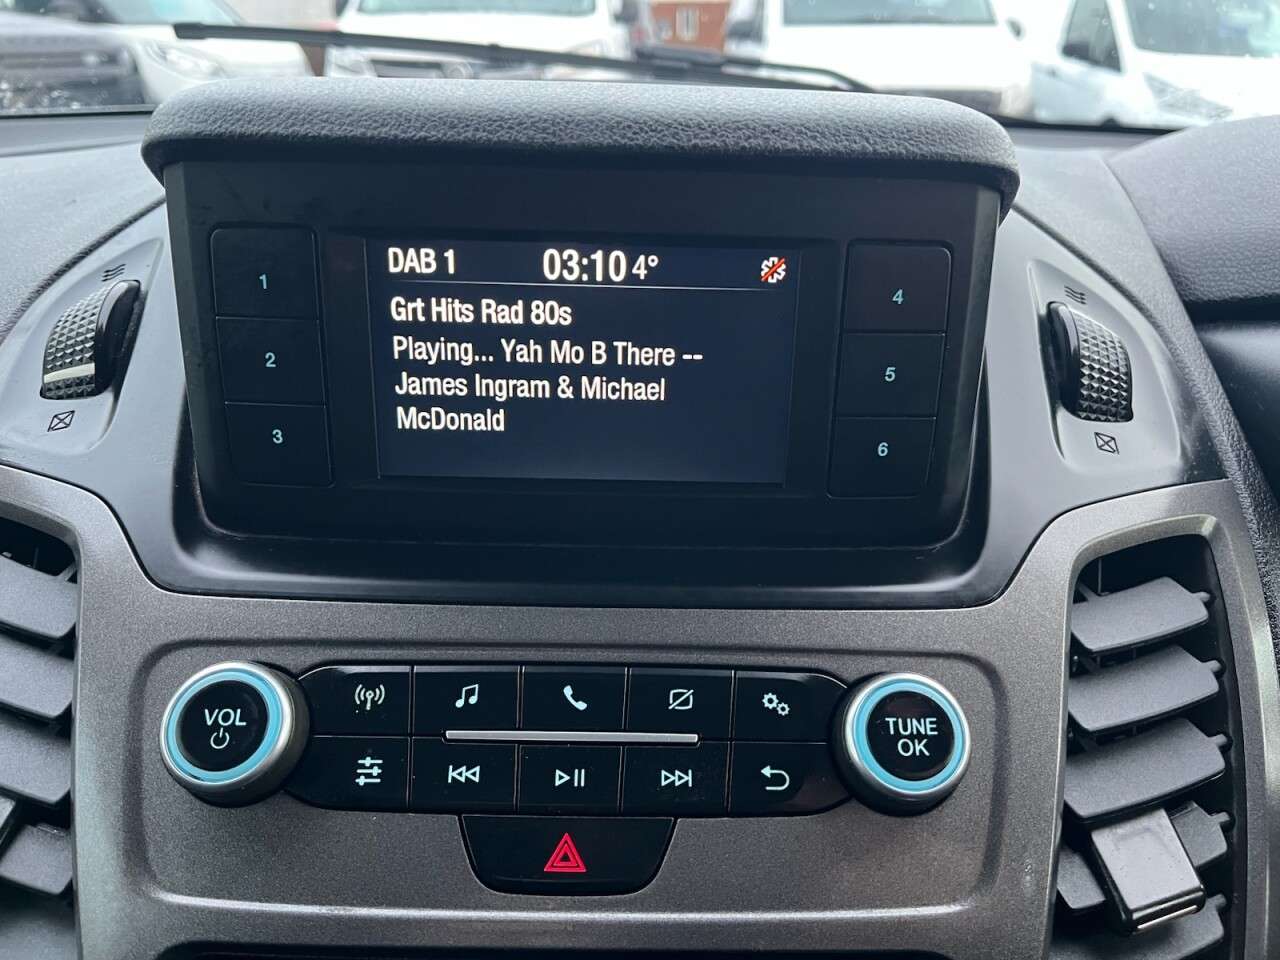 DAB 1 03:10 4°
Grt Hits Rad 80s
Playing... Yah Mo B There --
James Ingram & Michael
McDonald
1
2
3
4
5
6
VOL
TUNE
OK